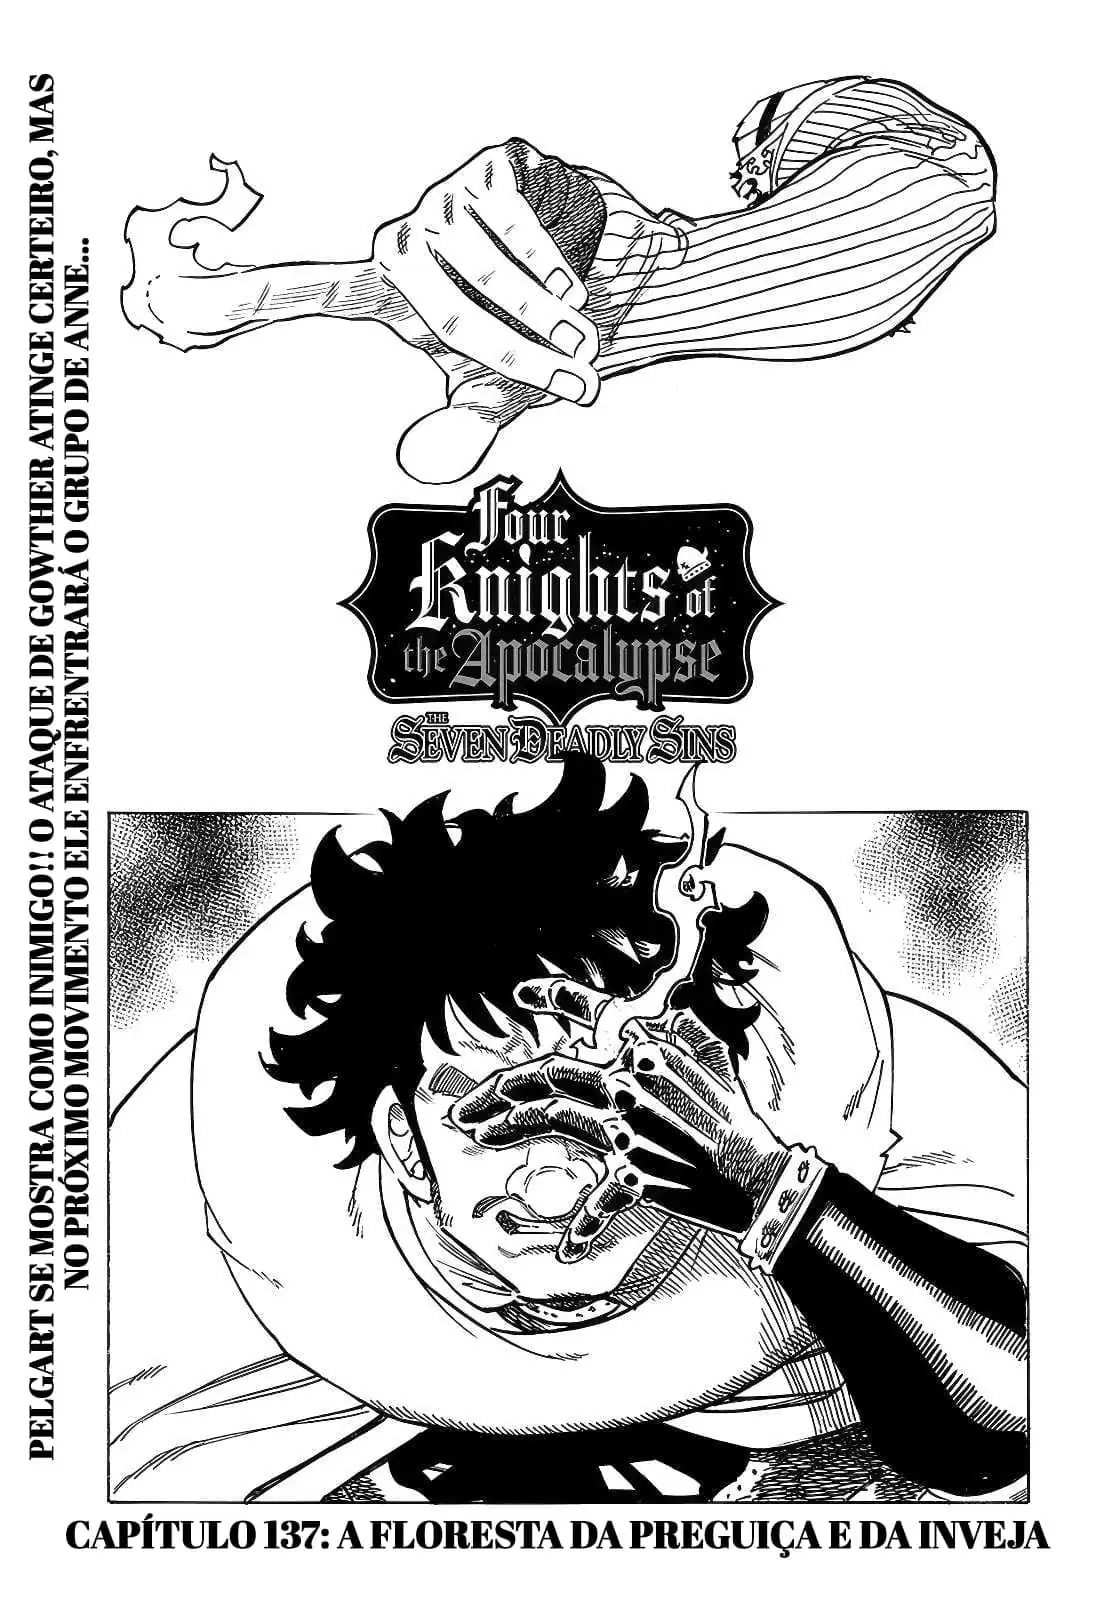 PELGART SE MOSTRA COMO INIMIGO!! O ATAQUE DE GOWTHER ATINGE CERTEIRO, MAS
NO PRÓXIMO MOVIMENTO ELE ENFRENTRARÁ O GRUPO DE ANNE...
Four
Knights of
the Apocalypse
THE
SEVEN DEADLY SINS
CAPÍTULO 137: A FLORESTA DA PREGUIÇA E DA INVEJA